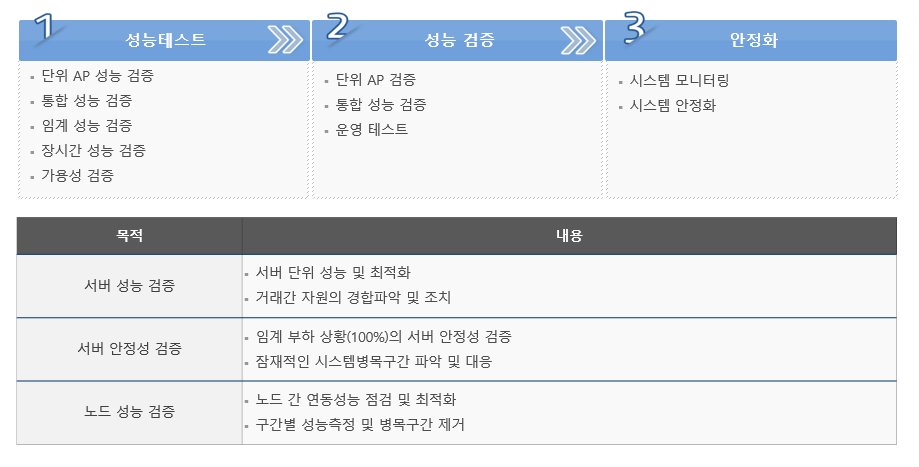 1 성능테스트
▪ 단위 AP 성능 검증
▪ 통합 성능 검증
▪ 임계 성능 검증
▪ 장시간 성능 검증
▪ 가용성 검증
2 성능 검증
▪ 단위 AP 검증
▪ 통합 성능 검증
▪ 운영 테스트
3 안정화
▪ 시스템 모니터링
▪ 시스템 안정화
목적 내용
서버 성능 검증
▪ 서버 단위 성능 및 최적화
▪ 거래간 자원의 경합파악 및 조치
서버 안정성 검증
▪ 임계 부하 상황(100%)의 서버 안정성 검증
▪ 잠재적인 시스템병목구간 파악 및 대응
노드 성능 검증
▪ 노드 간 연동성능 점검 및 최적화
▪ 구간별 성능측정 및 병목구간 제거